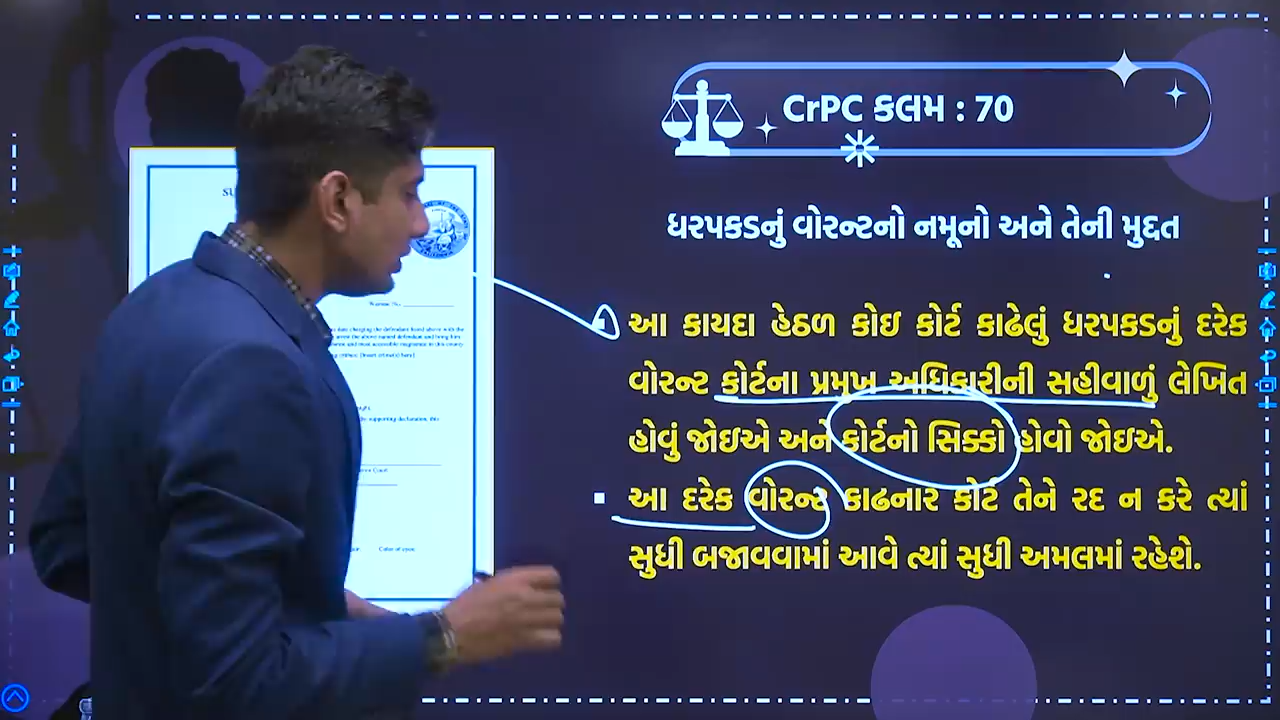 CrPC કલમ : 70
ધરપકડનું વોરન્ટનો નમૂનો અને તેની મુદ્દત
આ કાયદા હેઠળ કોઇ કોર્ટ કાઢેલું ધરપકડનું દરેક
વોરન્ટ કોર્ટના પ્રમુખ અધિકારીની સહીવાળું લેખિત
હોવું જોઇએ અને કોર્ટનો સિક્કો હોવો જાઇએ.
આ દરેક વોરન્ટ કાઢનાર કોર્ટ તેને રદ ન કરે ત્યાં
સુધી બજાવવામાં આવે ત્યાં સુધી અમલમાં રહેશે.